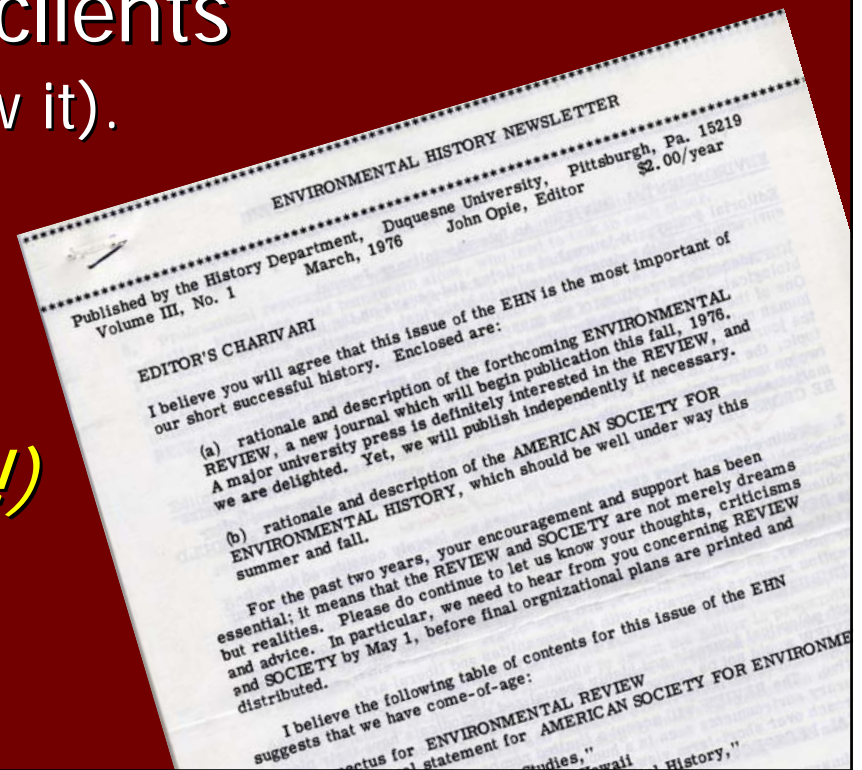 clients
it).
!)
ENVIRONMENTAL HISTORY NEWSLETTER
Published by the History Department, Duquesne University, Pittsburgh, Pa. 15219
Volume III, No. 1 March, 1976 John Opie, Editor $2.00/year
EDITOR'S CHARIVARI
I believe you will agree that this issue of the EHN is the most important of
our short successful history. Enclosed are:
(a) rationale and description of the forthcoming ENVIRONMENTAL
REVIEW, a new journal which will begin publication this fall, 1976.
A major university press is definitely interested in the REVIEW, and
we are delighted. Yet, we will publish independently if necessary.
(b) rationale and description of the AMERICAN SOCIETY FOR
ENVIRONMENTAL HISTORY, which should be well under way this
summer and fall.
For the past two years, your encouragement and support has been
essential; it means that the REVIEW and SOCIETY are not merely dreams
but realities. Please do continue to let us know your thoughts, criticisms
and advice. In particular, we need to hear from you concerning REVIEW
and SOCIETY by May 1, before final orgnizational plans are printed and
distributed.
I believe the following table of contents for this issue of the EHN
suggests that we have come-of-age:
for ENVIRONMENTAL REVIEW
statement for AMERICAN SOCIETY FOR
Studies,"
History,"